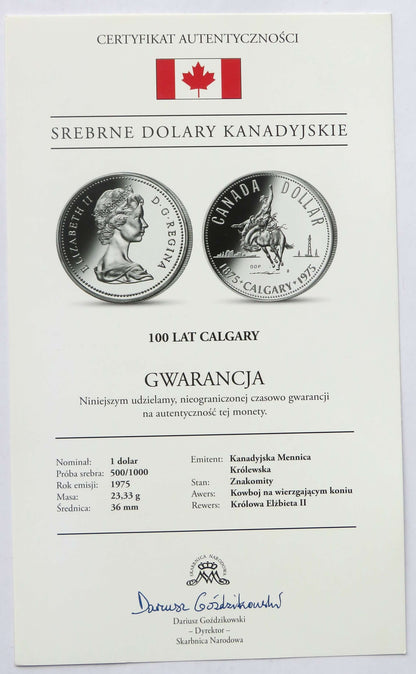 CERTYFIKAT AUTENTYCZNOŚCI
SREBRNE DOLARY KANADYJSKIE
ELIZABETH II D·G·REGINA
CANADA DOLLAR
1875·CALGARY·1975
100 LAT CALGARY
GWARANCJA
Niniejszym udzielamy, nieograniczonej czasowo gwarancji
na autentyczność tej monety.
Nominał: 1 dolar
Próba srebra: 500/1000
Rok emisji: 1975
Masa: 23,33 g
Średnica: 36 mm
Emitent: Kanadyjska Mennica
Królewska
Stan: Znakomity
Awers: Kowboj na wierzgającym koniu
Rewers: Królowa Elżbieta II
SKARBNICA NARODOWA
Dariusz Goździkowski
Dariusz Goździkowski
– Dyrektor –
Skarbnica Narodowa